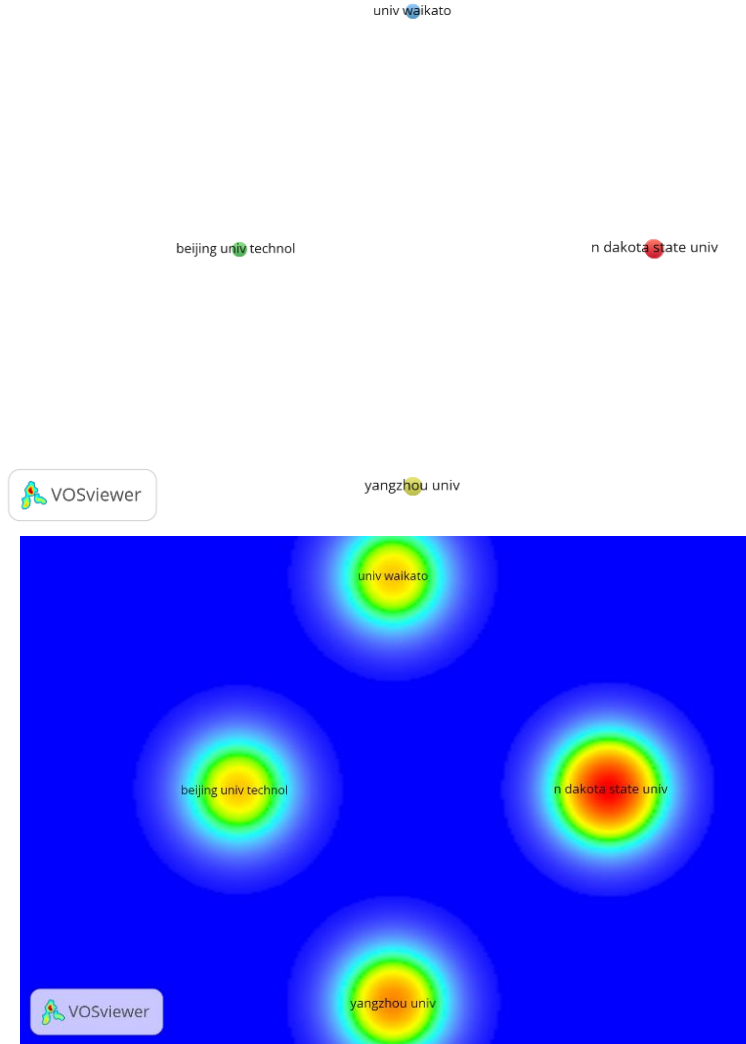 univ waikato
beijing univ technol
n dakota state univ
yangzhou univ
VOSviewer
univ waikato
beijing univ technol
n dakota state univ
yangzhou univ
VOSviewer